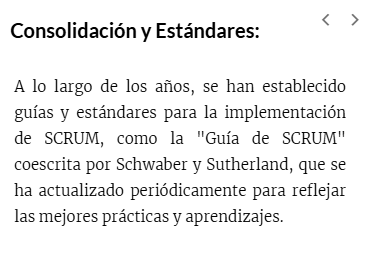 Consolidación y Estándares:
A lo largo de los años, se han establecido
guías y estándares para la implementación
de SCRUM, como la "Guía de SCRUM"
coescrita por Schwaber y Sutherland, que se
ha actualizado periódicamente para reflejar
las mejores prácticas y aprendizajes.